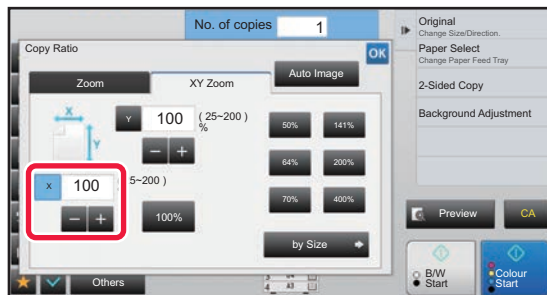 No. of copies 1
Copy Ratio
OK
Zoom
XY Zoom
Auto Image
X
Y
Y 100 ( 25~200 )
%
− +
50% 141%
64% 200%
70% 400%
X 100 5~200 )
− + 100%
by Size
Others
Original
Change Size/Direction.
Paper Select
Change Paper Feed Tray
2-Sided Copy
Background Adjustment
Preview
CA
B/W
Start
Colour
Start